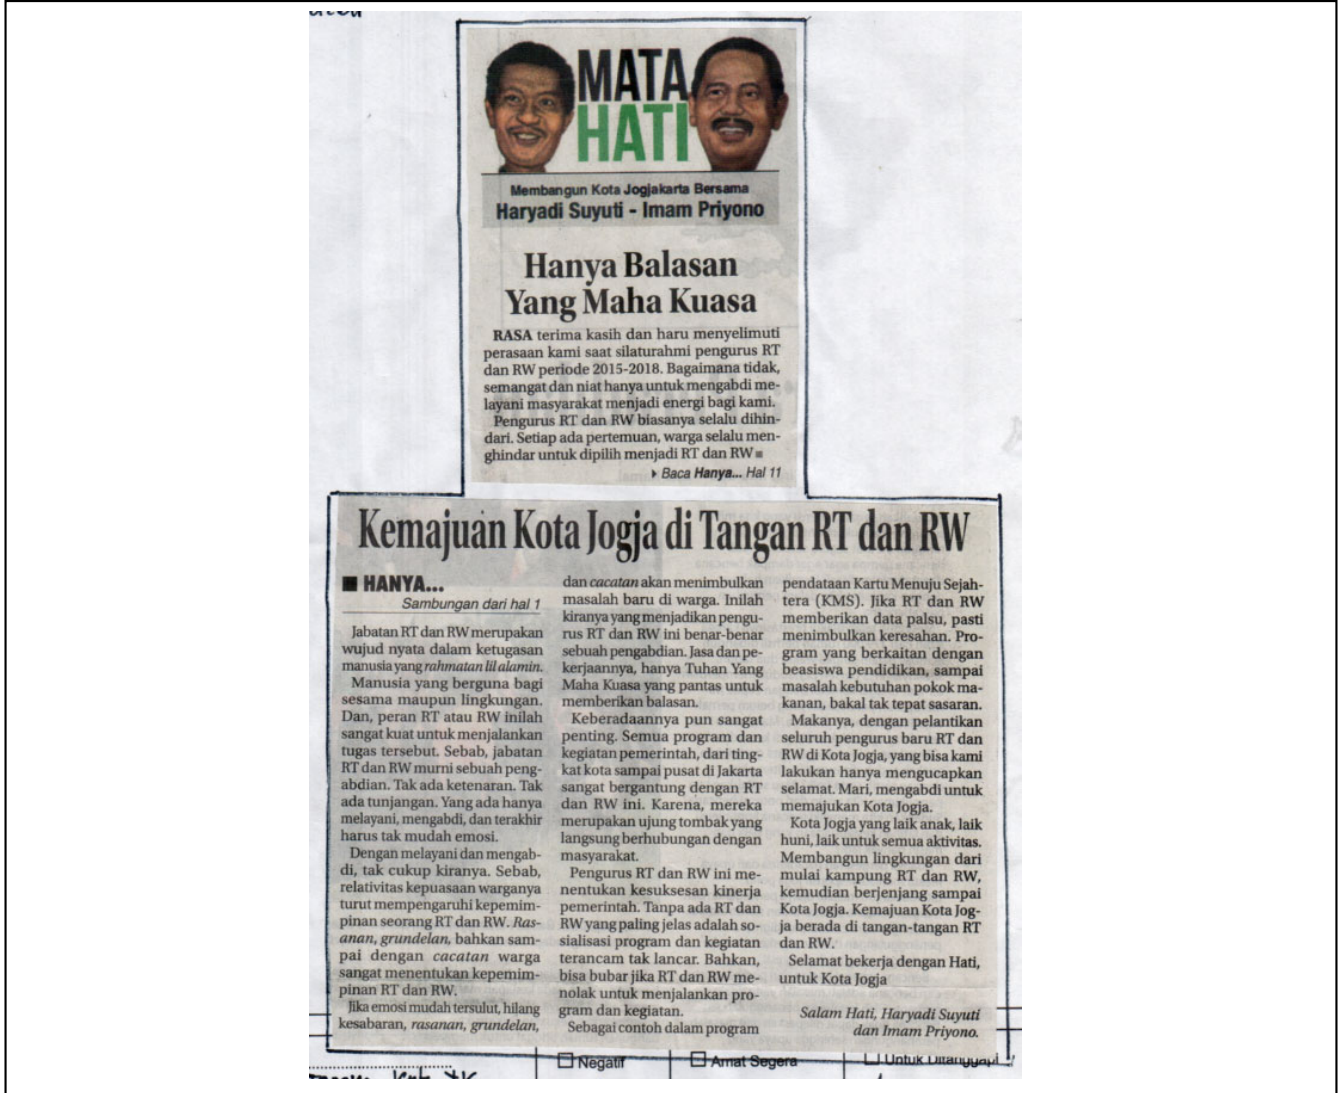 MATA
HATI
Membangun Kota Jogjakarta Bersama
Haryadi Suyuti - Imam Priyono
Hanya Balasan
Yang Maha Kuasa
RASA terima kasih dan haru menyelimuti
perasaan kami saat silaturahmi pengurus RT
dan RW periode 2015-2018. Bagaimana tidak,
semangat dan niat hanya untuk mengabdi me-
layani masyarakat menjadi energi bagi kami.
Pengurus RT dan RW biasanya selalu dihin-
dari. Setiap ada pertemuan, warga selalu men-
ghindar untuk dipilih menjadi RT dan RW ■
▸ Baca Hanya... Hal 11
Kemajuan Kota Jogja di Tangan RT dan RW
■ HANYA...
Sambungan dari hal 1
Jabatan RT dan RW merupakan
wujud nyata dalam ketugasan
manusia yang rahmatan lil alamin.
Manusia yang berguna bagi
sesama maupun lingkungan.
Dan, peran RT atau RW inilah
sangat kuat untuk menjalankan
tugas tersebut. Sebab, jabatan
RT dan RW murni sebuah peng-
abdian. Tak ada ketenaran. Tak
ada tunjangan. Yang ada hanya
melayani, mengabdi, dan terakhir
harus tak mudah emosi.
Dengan melayani dan mengab-
di, tak cukup kiranya. Sebab,
relativitas kepuasaan warganya
turut mempengaruhi kepemim-
pinan seorang RT dan RW. Ras-
anan, grundelan, bahkan sam-
pai dengan cacatan warga
sangat menentukan kepemim-
pinan RT dan RW.
Jika emosi mudah tersulut, hilang
kesabaran, rasanan, grundelan,
dan cacatan akan menimbulkan
masalah baru di warga. Inilah
kiranya yang menjadikan pengu-
rus RT dan RW ini benar-benar
sebuah pengabdian. Jasa dan pe-
kerjaannya, hanya Tuhan Yang
Maha Kuasa yang pantas untuk
memberikan balasan.
Keberadaannya pun sangat
penting. Semua program dan
kegiatan pemerintah, dari ting-
kat kota sampai pusat di Jakarta
sangat bergantung dengan RT
dan RW ini. Karena, mereka
merupakan ujung tombak yang
langsung berhubungan dengan
masyarakat.
Pengurus RT dan RW ini me-
nentukan kesuksesan kinerja
pemerintah. Tanpa ada RT dan
RW yang paling jelas adalah so-
sialisasi program dan kegiatan
terancam tak lancar. Bahkan,
bisa bubar jika RT dan RW me-
nolak untuk menjalankan pro-
gram dan kegiatan.
Sebagai contoh dalam program
pendataan Kartu Menuju Sejah-
tera (KMS). Jika RT dan RW
memberikan data palsu, pasti
menimbulkan keresahan. Pro-
gram yang berkaitan dengan
beasiswa pendidikan, sampai
masalah kebutuhan pokok ma-
kanan, bakal tak tepat sasaran.
Makanya, dengan pelantikan
seluruh pengurus baru RT dan
RW di Kota Jogja, yang bisa kami
lakukan hanya mengucapkan
selamat. Mari, mengabdi untuk
memajukan Kota Jogja.
Kota Jogja yang laik anak, laik
huni, laik untuk semua aktivitas.
Membangun lingkungan dari
mulai kampung RT dan RW,
kemudian berjenjang sampai
Kota Jogja. Kemajuan Kota Jog-
ja berada di tangan-tangan RT
dan RW.
Selamat bekerja dengan Hati,
untuk Kota Jogja
Salam Hati, Haryadi Suyuti
dan Imam Priyono.
Negatif
Amat Segera
Untuk Ditanggapi